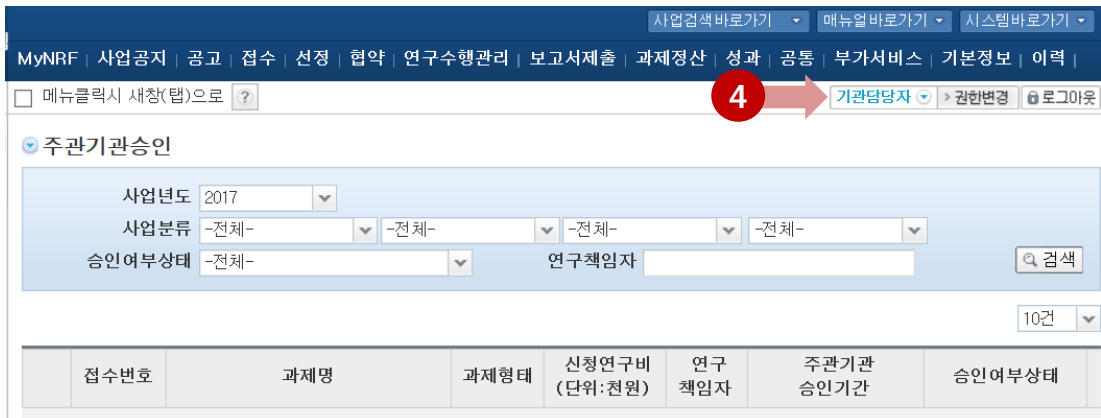 사업검색바로가기 매뉴얼바로가기 시스템바로가기
MyNRF | 사업공지 | 공고 | 접수 | 선정 | 협약 | 연구수행관리 | 보고서제출 | 과제정산 | 성과 | 공통 | 부가서비스 | 기본정보 | 이력 |
메뉴클릭시 새창(탭)으로 ? 4 기관담당자 > 권한변경 로그아웃
주관기관승인
사업년도 2017
사업분류 -전체- -전체- -전체- -전체-
승인여부상태 -전체- 연구책임자 검색
10건
접수번호 과제명 과제형태 신청연구비 (단위:천원) 연구 책임자 주관기관 승인기간 승인여부상태